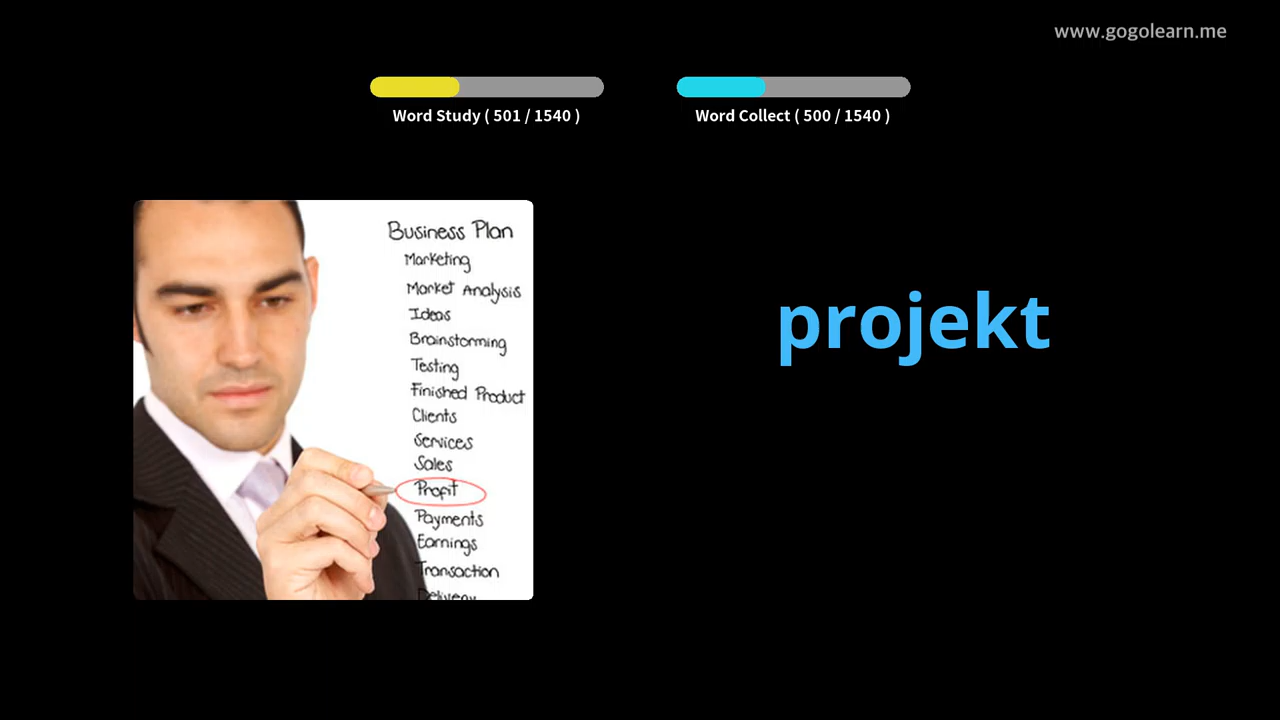 www.gogolearn.me
Word Study ( 501 / 1540 )
Word Collect ( 500 / 1540 )
Business Plan
Marketing
Market Analysis
Ideas
Brainstorming
Testing
Finished Product
Clients
Services
Sales
Profit
Payments
Earnings
Transaction
Delivery
projekt